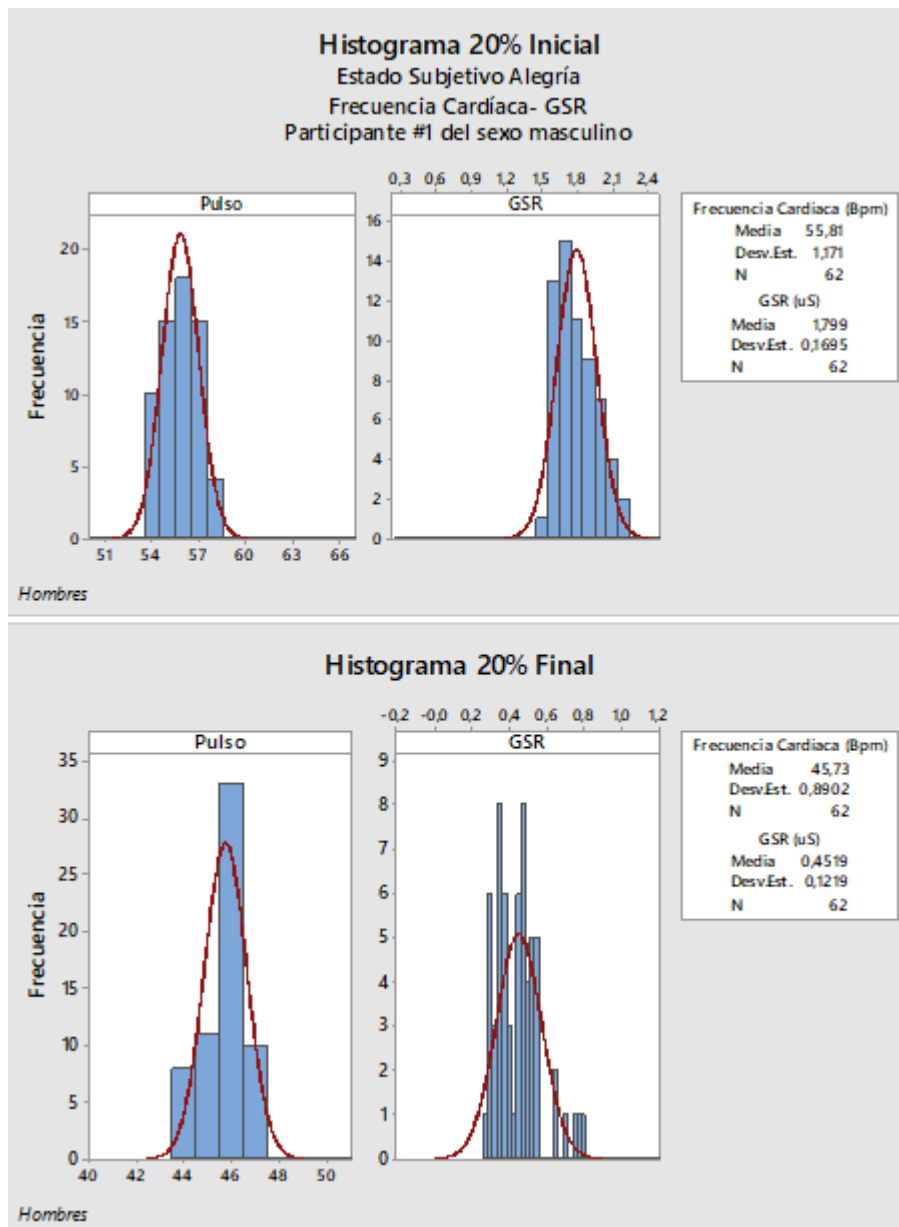 Histograma 20% Inicial
Estado Subjetivo Alegría
Frecuencia Cardíaca- GSR
Participante #1 del sexo masculino
0,3 0,6 0,9 1,2 1,5 1,8 2,1 2,4
Pulso
GSR
Frecuencia
20
15
10
5
0
16
14
12
10
8
6
4
2
0
51 54 57 60 63 66
Frecuencia Cardiaca (Bpm)
Media 55,81
Desv.Est. 1,171
N 62
GSR (uS)
Media 1,799
Desv.Est. 0,1695
N 62
Hombres
Histograma 20% Final
-0,2 -0,0 0,2 0,4 0,6 0,8 1,0 1,2
Pulso
GSR
Frecuencia
35
30
25
20
15
10
5
0
9
8
7
6
5
4
3
2
1
0
40 42 44 46 48 50
Frecuencia Cardiaca (Bpm)
Media 45,73
Desv.Est. 0,8902
N 62
GSR (uS)
Media 0,4519
Desv.Est. 0,1219
N 62
Hombres